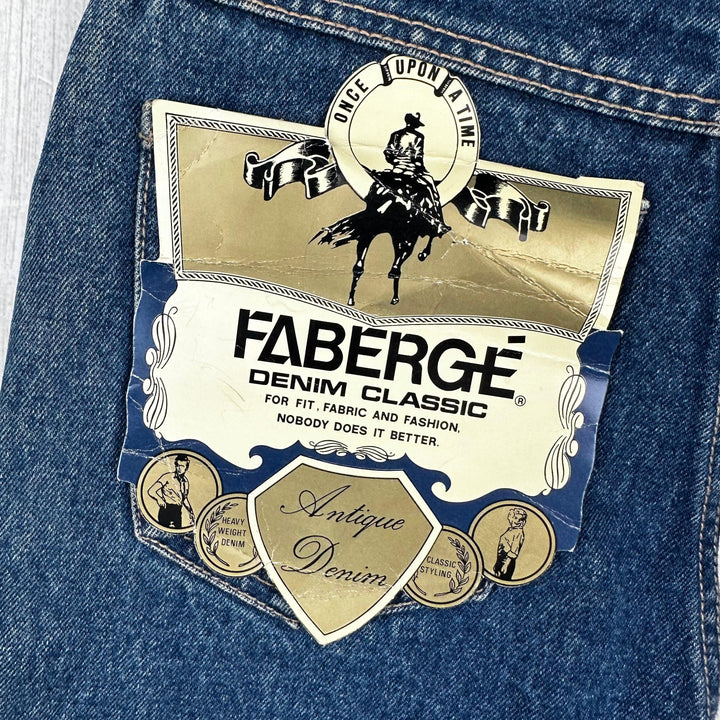 ONCE UPON A TIME
FABERGÉ
DENIM CLASSIC ®
FOR FIT, FABRIC AND FASHION,
NOBODY DOES IT BETTER.
HEAVY
WEIGHT
DENIM
Antique
Denim
CLASSIC
STYLING